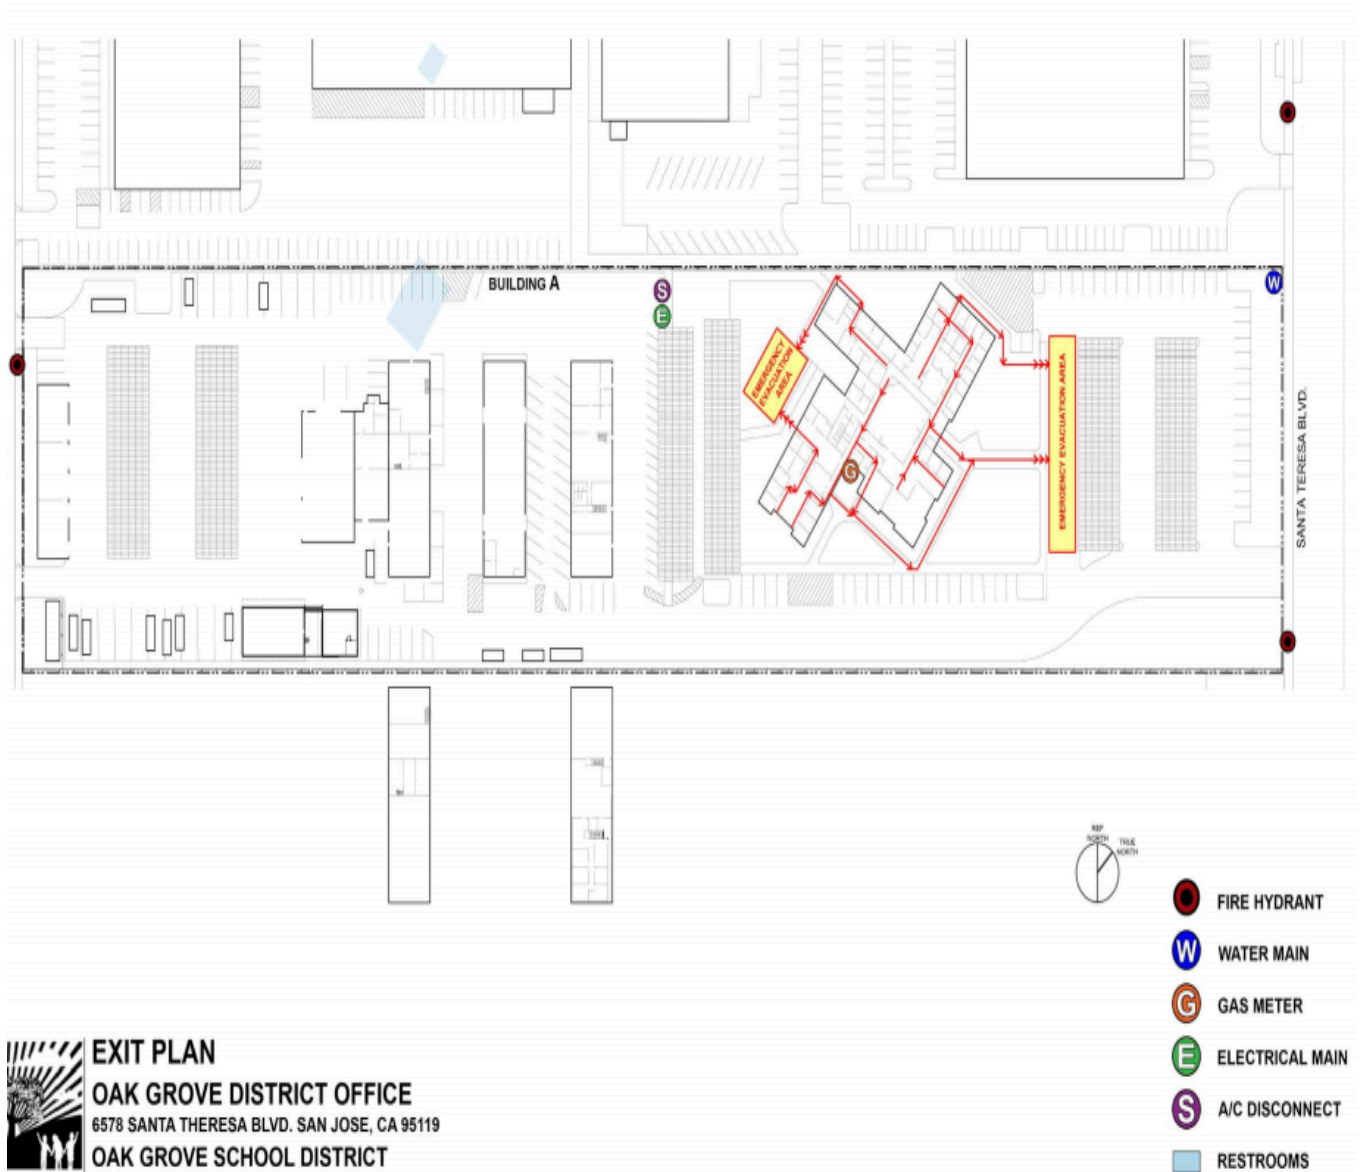 BUILDING A
S
E
W
EMERGENCY
EVACUATION
AREA
EMERGENCY EVACUATION AREA
G
SANTA TERESA BLVD.
REF
NORTH
TRUE
NORTH
FIRE HYDRANT
W WATER MAIN
G GAS METER
E ELECTRICAL MAIN
S A/C DISCONNECT
RESTROOMS
EXIT PLAN
OAK GROVE DISTRICT OFFICE
6578 SANTA THERESA BLVD. SAN JOSE, CA 95119
OAK GROVE SCHOOL DISTRICT